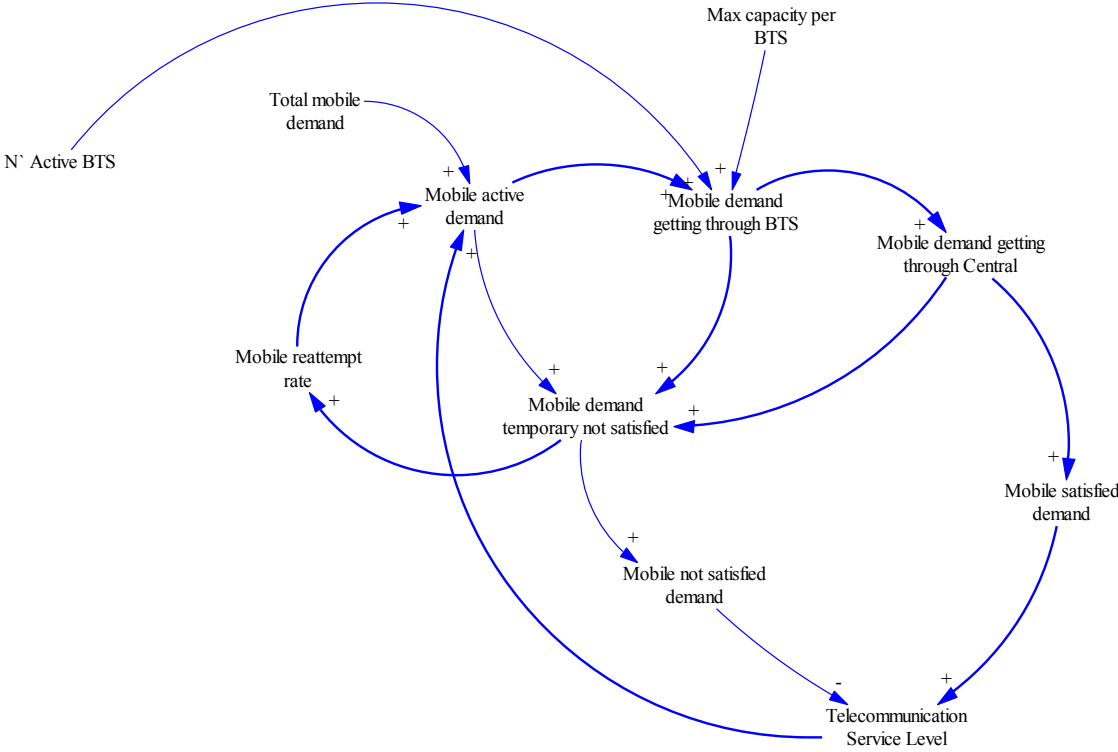 Max capacity per
BTS
Total mobile
demand
N` Active BTS
+
+
Mobile active
demand
+
+
+
Mobile demand
getting through BTS
+
+
Mobile demand getting
through Central
+
Mobile reattempt
rate
+
+
+
+
Mobile demand
temporary not satisfied
+
Mobile satisfied
demand
+
Mobile not satisfied
demand
-
+
Telecommunication
Service Level